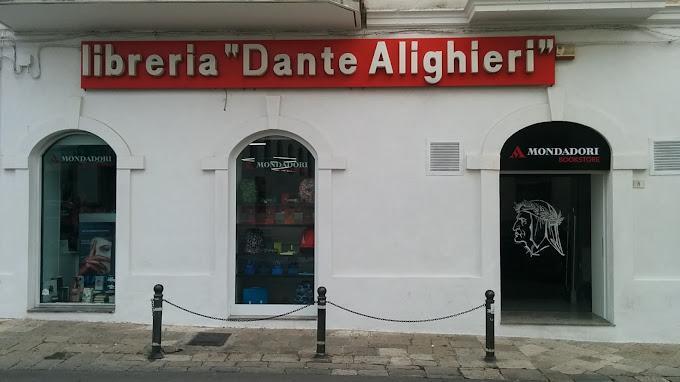 libreria "Dante Alighieri"
MONDADORI
MONDADORI
MONDADORI
BOOKSTORE